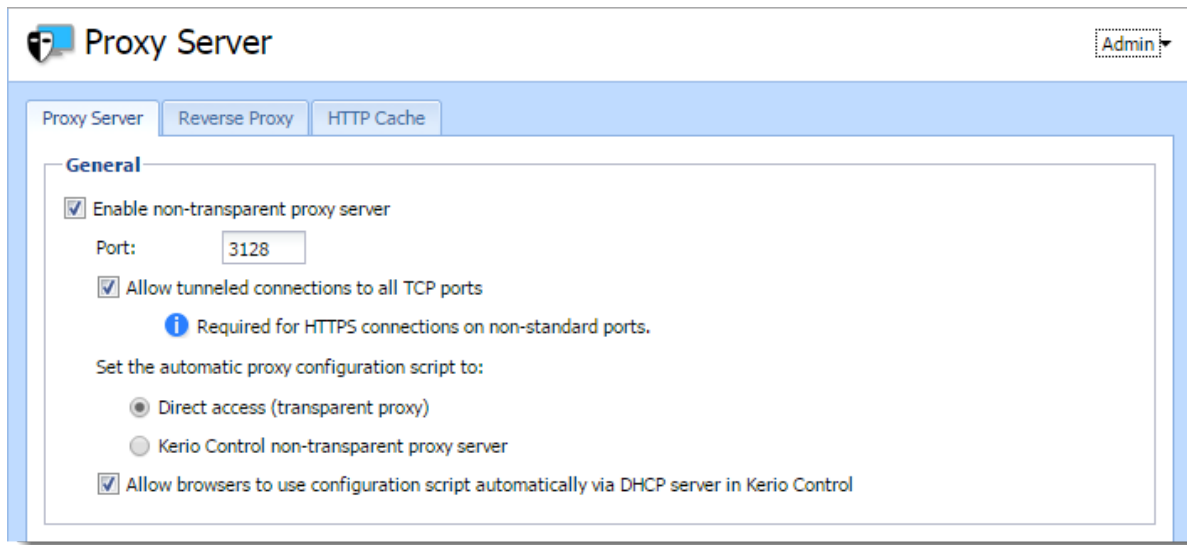 Proxy Server
Admin
Proxy Server Reverse Proxy HTTP Cache
General
Enable non-transparent proxy server
Port: 3128
Allow tunneled connections to all TCP ports
Required for HTTPS connections on non-standard ports.
Set the automatic proxy configuration script to:
Direct access (transparent proxy)
Kerio Control non-transparent proxy server
Allow browsers to use configuration script automatically via DHCP server in Kerio Control